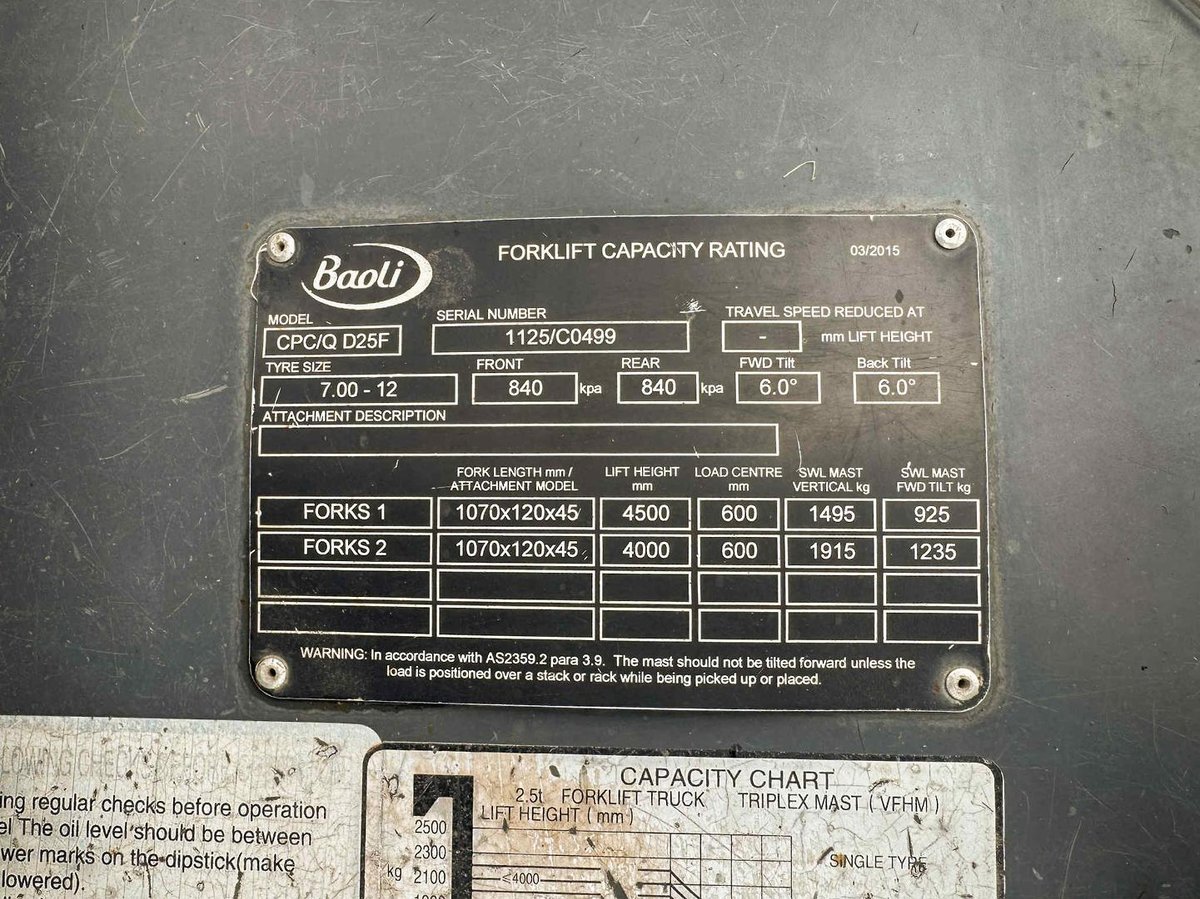 Baoli
FORKLIFT CAPACITY RATING
03/2015
MODEL
CPC/Q D25F
SERIAL NUMBER
1125/C0499
TRAVEL SPEED REDUCED AT
- mm LIFT HEIGHT
TYRE SIZE
7.00 - 12
FRONT
840 kpa
REAR
840 kpa
FWD Tilt
6.0°
Back Tilt
6.0°
ATTACHMENT DESCRIPTION
FORK LENGTH mm / LIFT HEIGHT LOAD CENTRE SWL MAST SWL MAST
ATTACHMENT MODEL mm mm VERTICAL kg FWD TILT kg
FORKS 1 1070x120x45 4500 600 1495 925
FORKS 2 1070x120x45 4000 600 1915 1235
WARNING: In accordance with AS2359.2 para 3.9. The mast should not be tilted forward unless the
load is positioned over a stack or rack while being picked up or placed.
LOWING CHECKS
ing regular checks before operation
el The oil level should be between
wer marks on the dipstick(make
lowered).
1
CAPACITY CHART
2.5t FORKLIFT TRUCK TRIPLEX MAST ( VFHM )
LIFT HEIGHT ( mm )
2500
2300
SINGLE TYPE
kg 2100
≤4000